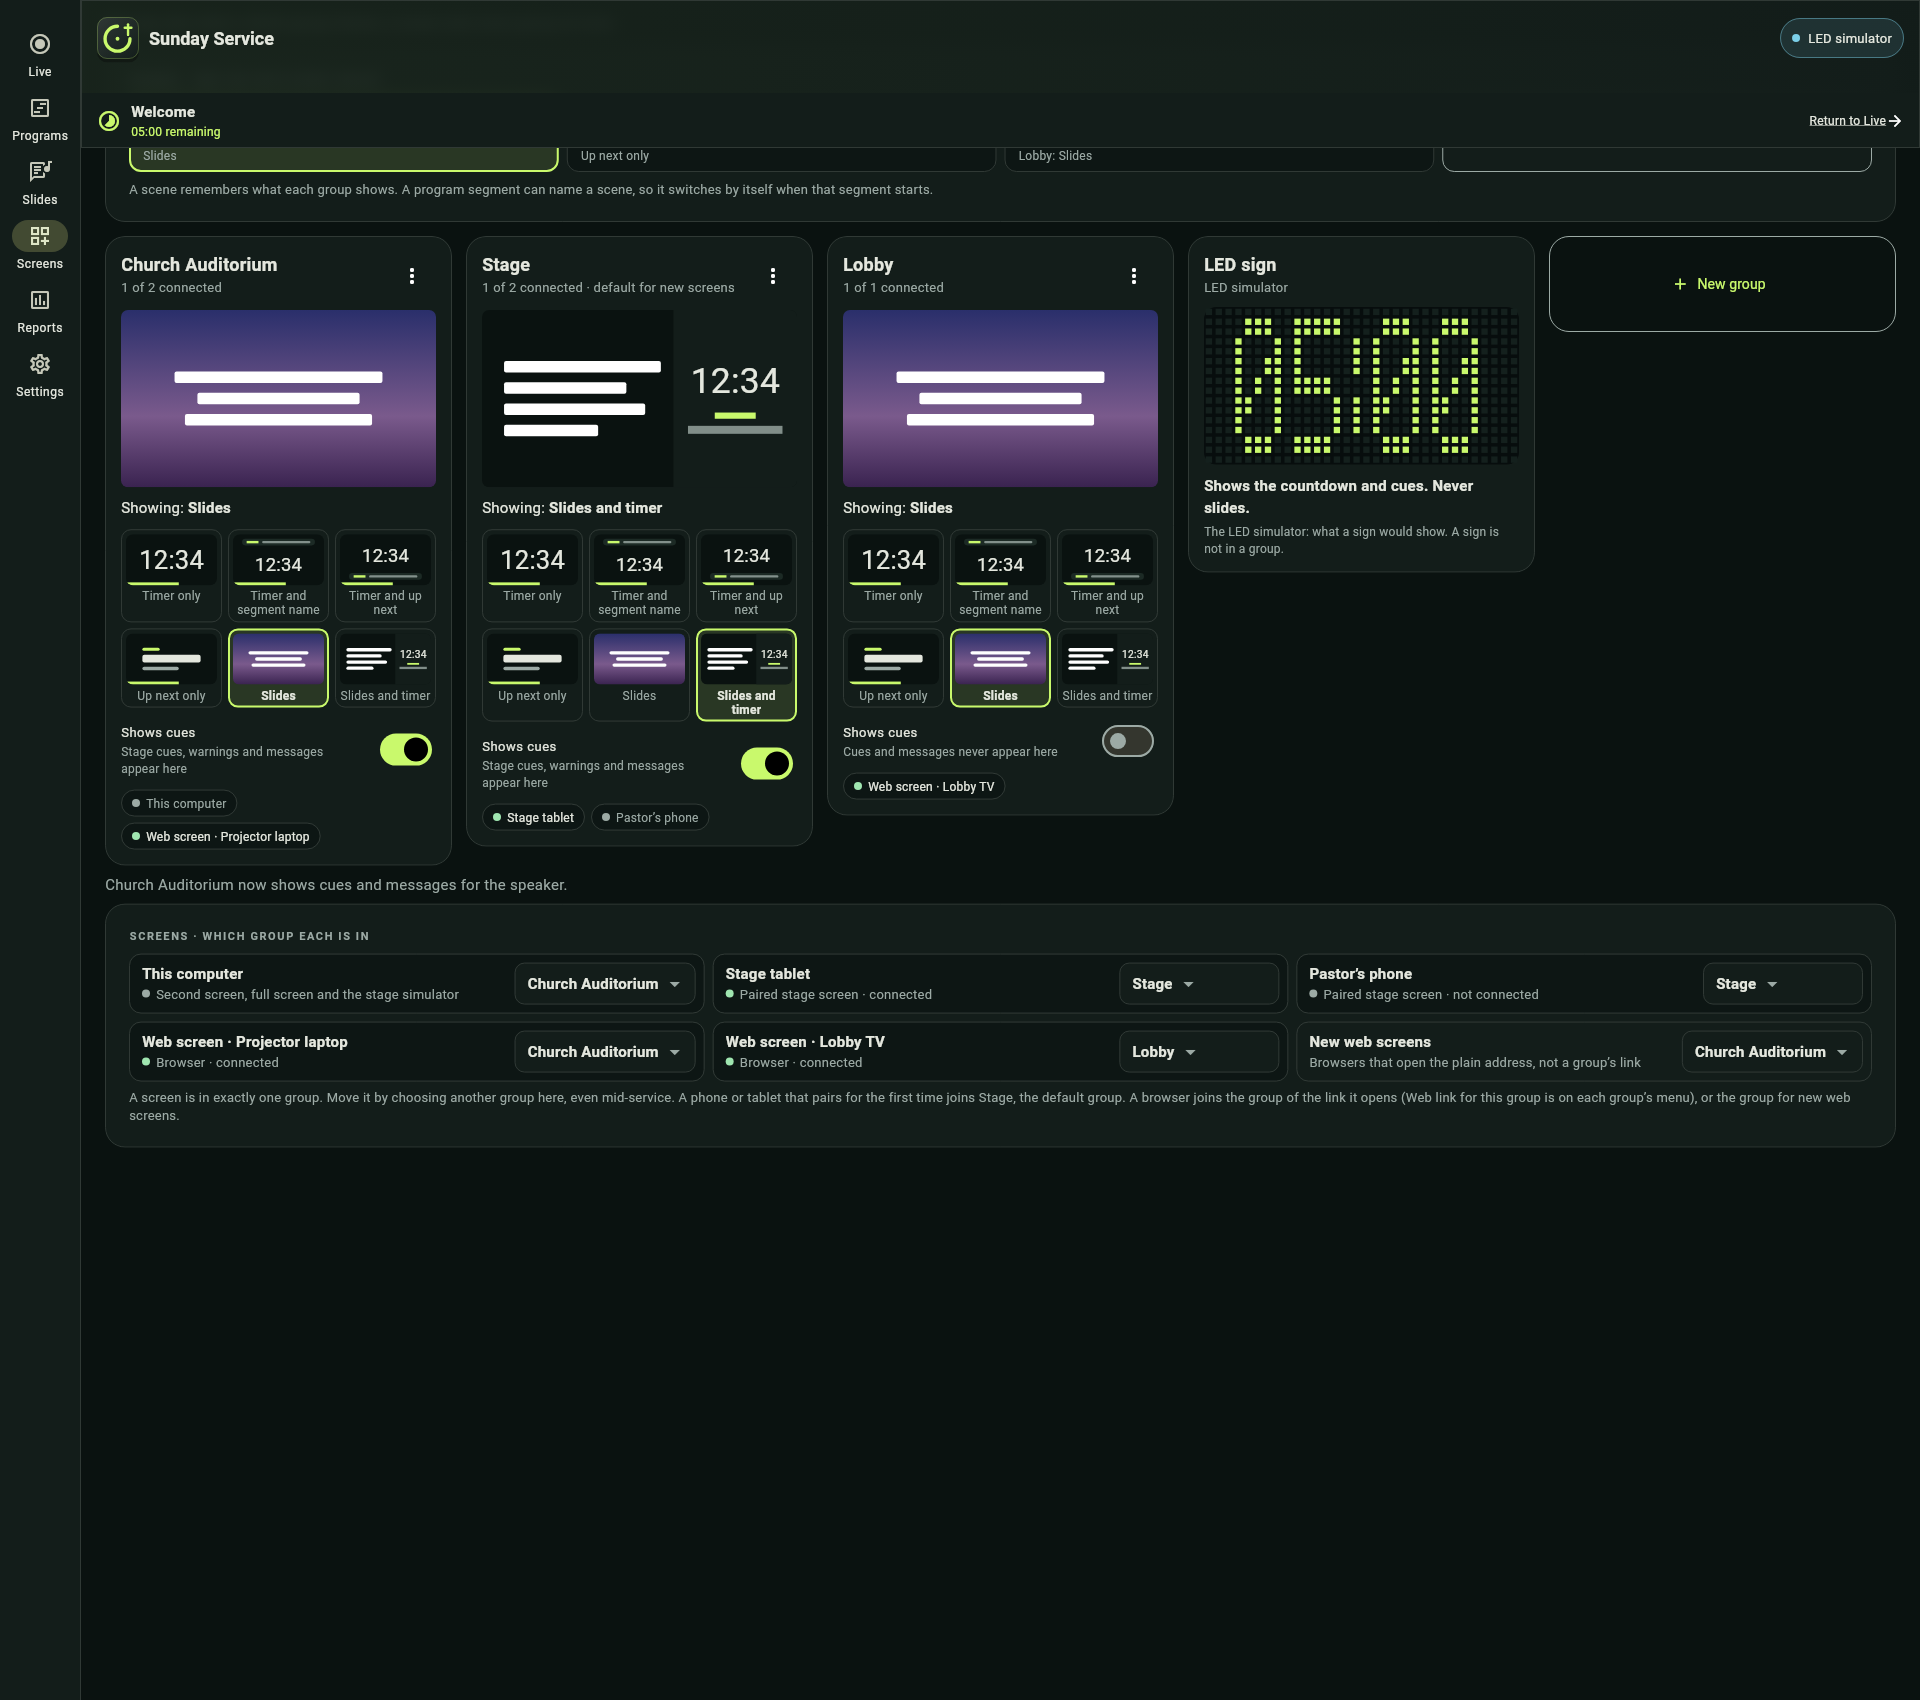 Sunday Service
LED simulator
Live
Programs
Slides
Screens
Reports
Settings
Welcome
05:00 remaining
Return to Live
Slides
Up next only
Lobby: Slides
A scene remembers what each group shows. A program segment can name a scene, so it switches by itself when that segment starts.
Church Auditorium
1 of 2 connected
Showing: Slides
12:34
Timer only
12:34
Timer and
segment name
12:34
Timer and up
next
Up next only
Slides
12:34
Slides and timer
Shows cues
Stage cues, warnings and messages
appear here
This computer
Web screen · Projector laptop
Stage
1 of 2 connected · default for new screens
12:34
Showing: Slides and timer
12:34
Timer only
12:34
Timer and
segment name
12:34
Timer and up
next
Up next only
Slides
12:34
Slides and
timer
Shows cues
Stage cues, warnings and messages
appear here
Stage tablet
Pastor’s phone
Lobby
1 of 1 connected
Showing: Slides
12:34
Timer only
12:34
Timer and
segment name
12:34
Timer and up
next
Up next only
Slides
12:34
Slides and timer
Shows cues
Cues and messages never appear here
Web screen · Lobby TV
LED sign
LED simulator
05:00
Shows the countdown and cues. Never
slides.
The LED simulator: what a sign would show. A sign is
not in a group.
New group
Church Auditorium now shows cues and messages for the speaker.
SCREENS · WHICH GROUP EACH IS IN
This computer
Second screen, full screen and the stage simulator
Church Auditorium
Stage tablet
Paired stage screen · connected
Stage
Pastor’s phone
Paired stage screen · not connected
Stage
Web screen · Projector laptop
Browser · connected
Church Auditorium
Web screen · Lobby TV
Browser · connected
Lobby
New web screens
Browsers that open the plain address, not a group’s link
Church Auditorium
A screen is in exactly one group. Move it by choosing another group here, even mid-service. A phone or tablet that pairs for the first time joins Stage, the default group. A browser joins the group of the link it opens (Web link for this group is on each group’s menu), or the group for new web
screens.